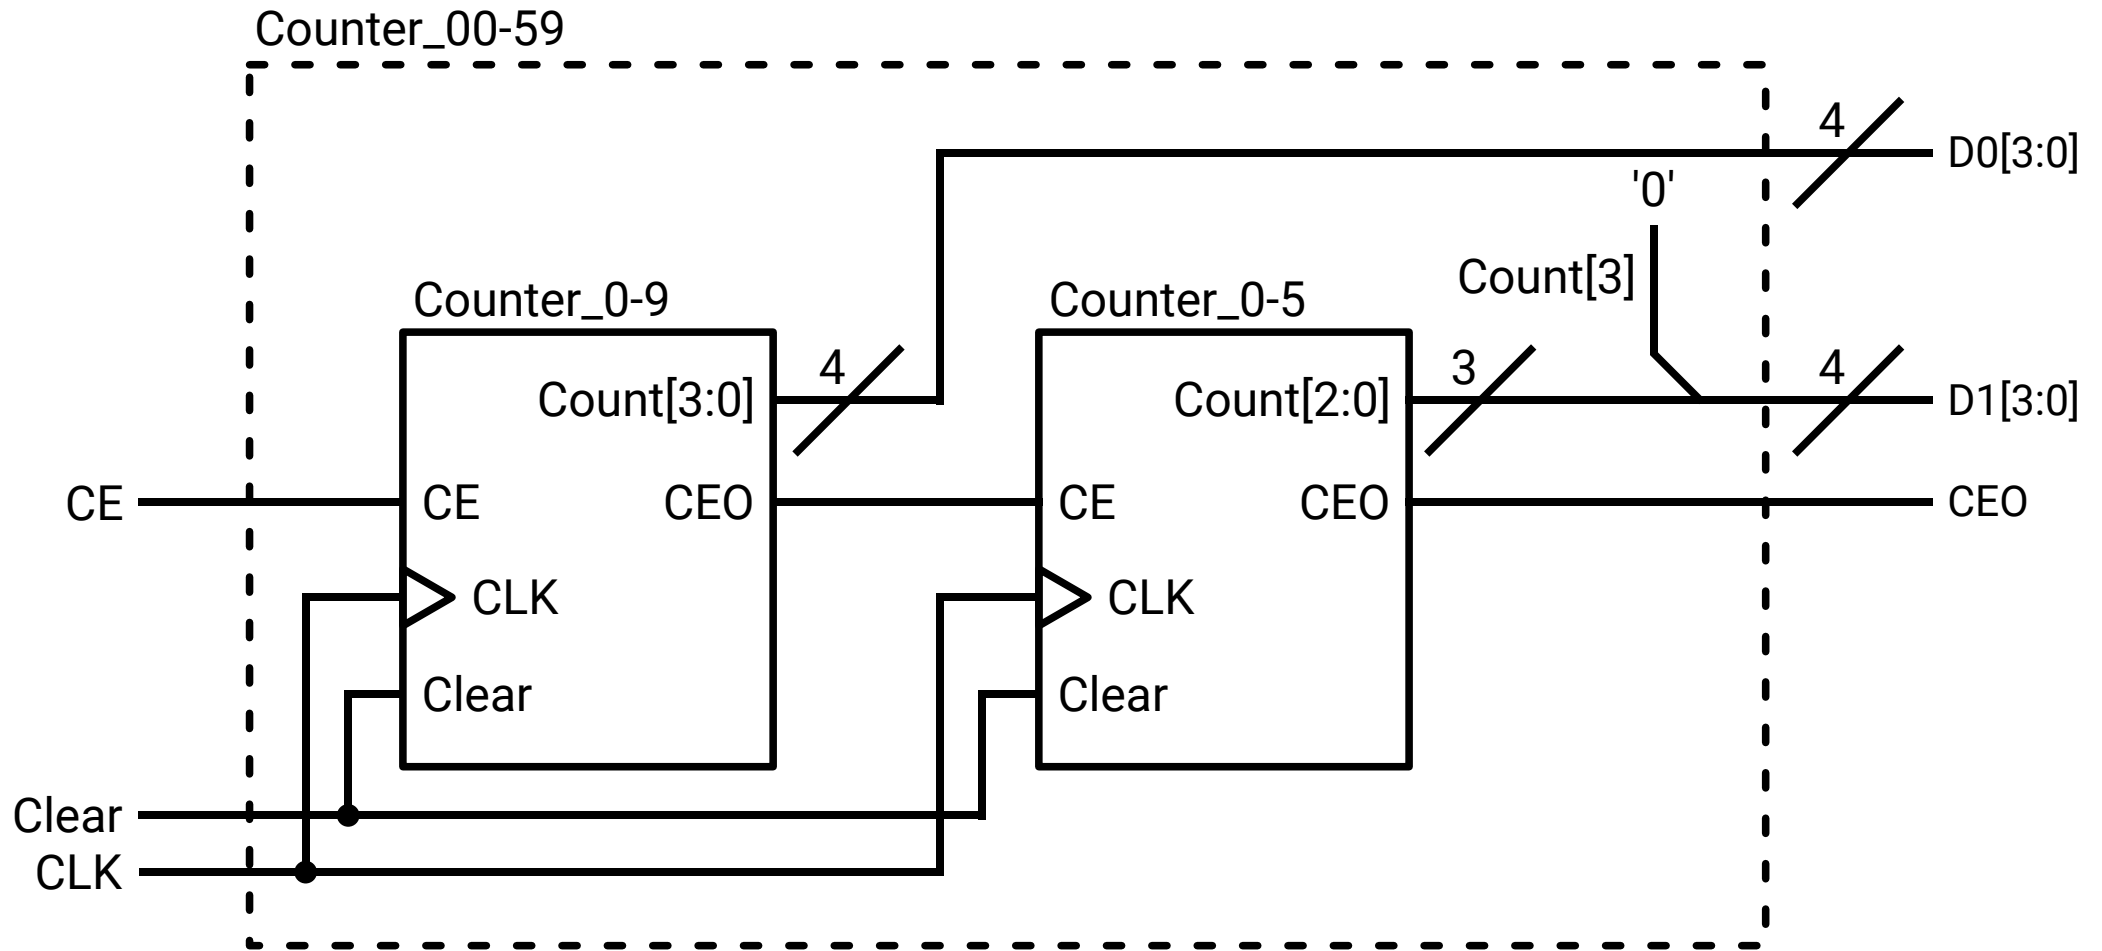 Counter_00-59
4
D0[3:0]
'0'
Count[3]
Counter_0-9
Counter_0-5
4
3
4
Count[3:0]
Count[2:0]
D1[3:0]
CE
CE
CEO
CE
CEO
CEO
CLK
CLK
Clear
Clear
Clear
CLK